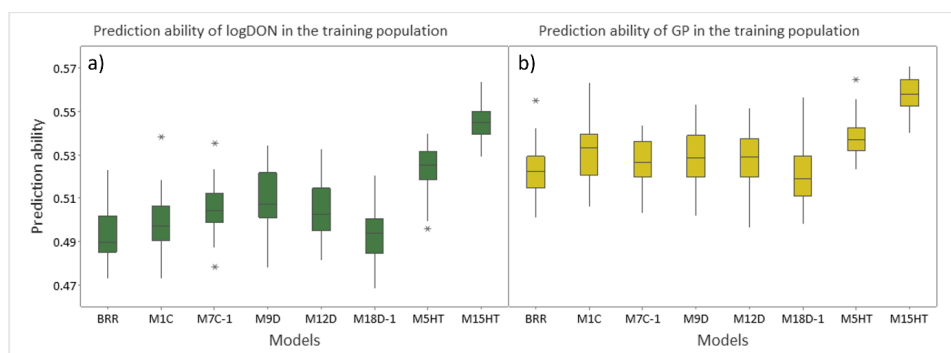 Prediction ability of logDON in the training population
Prediction ability of GP in the training population
a)
b)
Prediction ability
0.57
0.55
0.53
0.51
0.49
0.47
BRR M1C M7C-1 M9D M12D M18D-1 M5HT M15HT
BRR M1C M7C-1 M9D M12D M18D-1 M5HT M15HT
Models
Models